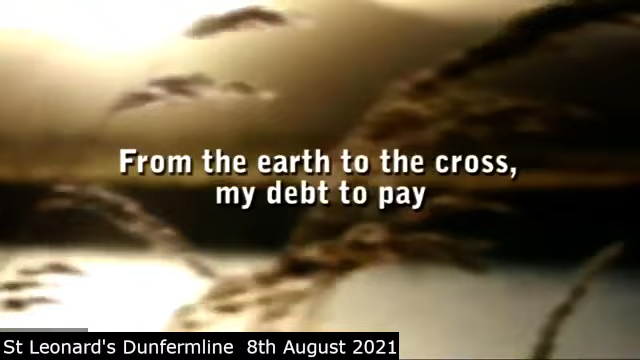 From the earth to the cross,
my debt to pay
St Leonard's Dunfermline  8th August 2021